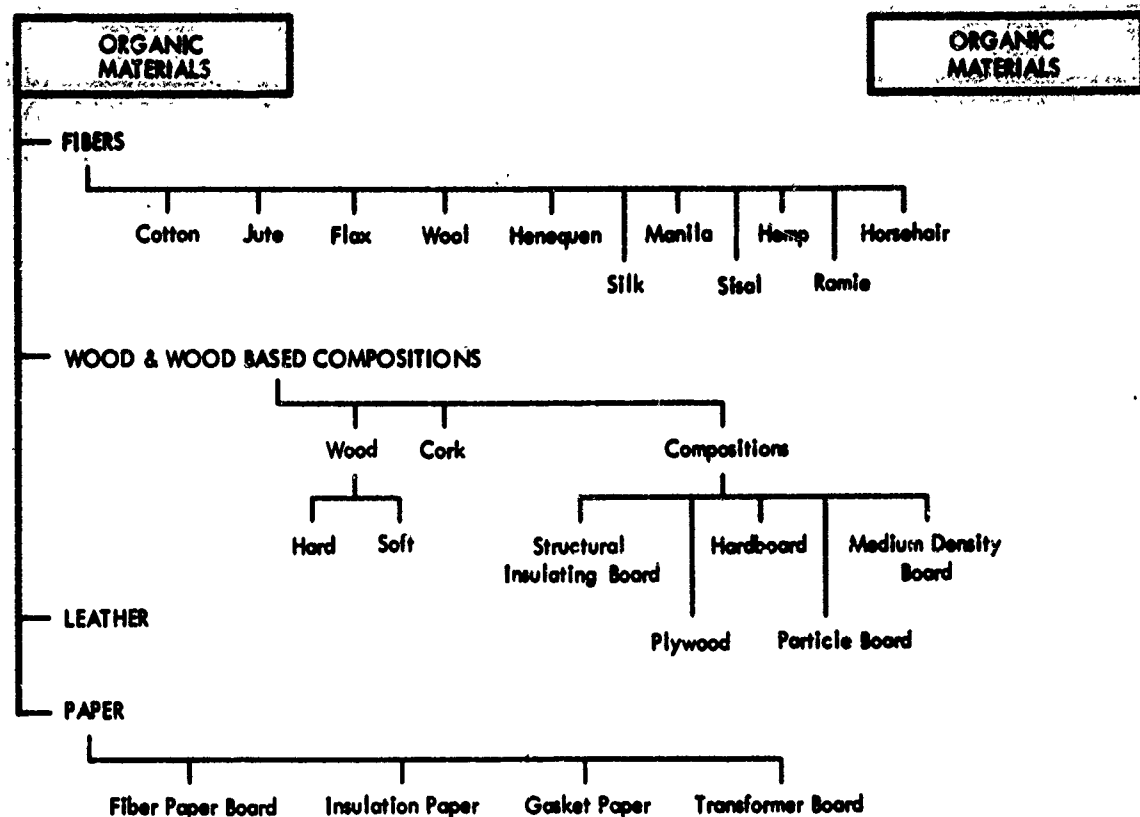 ORGANIC
MATERIALS
ORGANIC
MATERIALS
FIBERS
Cotton Jute Flax Wool Henequen Manila Hemp Horsehair
Silk Sisal Ramie
WOOD & WOOD BASED COMPOSITIONS
Wood Cork Compositions
Hard Soft Structural
Insulating Board Hardboard Medium Density
Board
LEATHER
Plywood Particle Board
PAPER
Fiber Paper Board Insulation Paper Gasket Paper Transformer Board